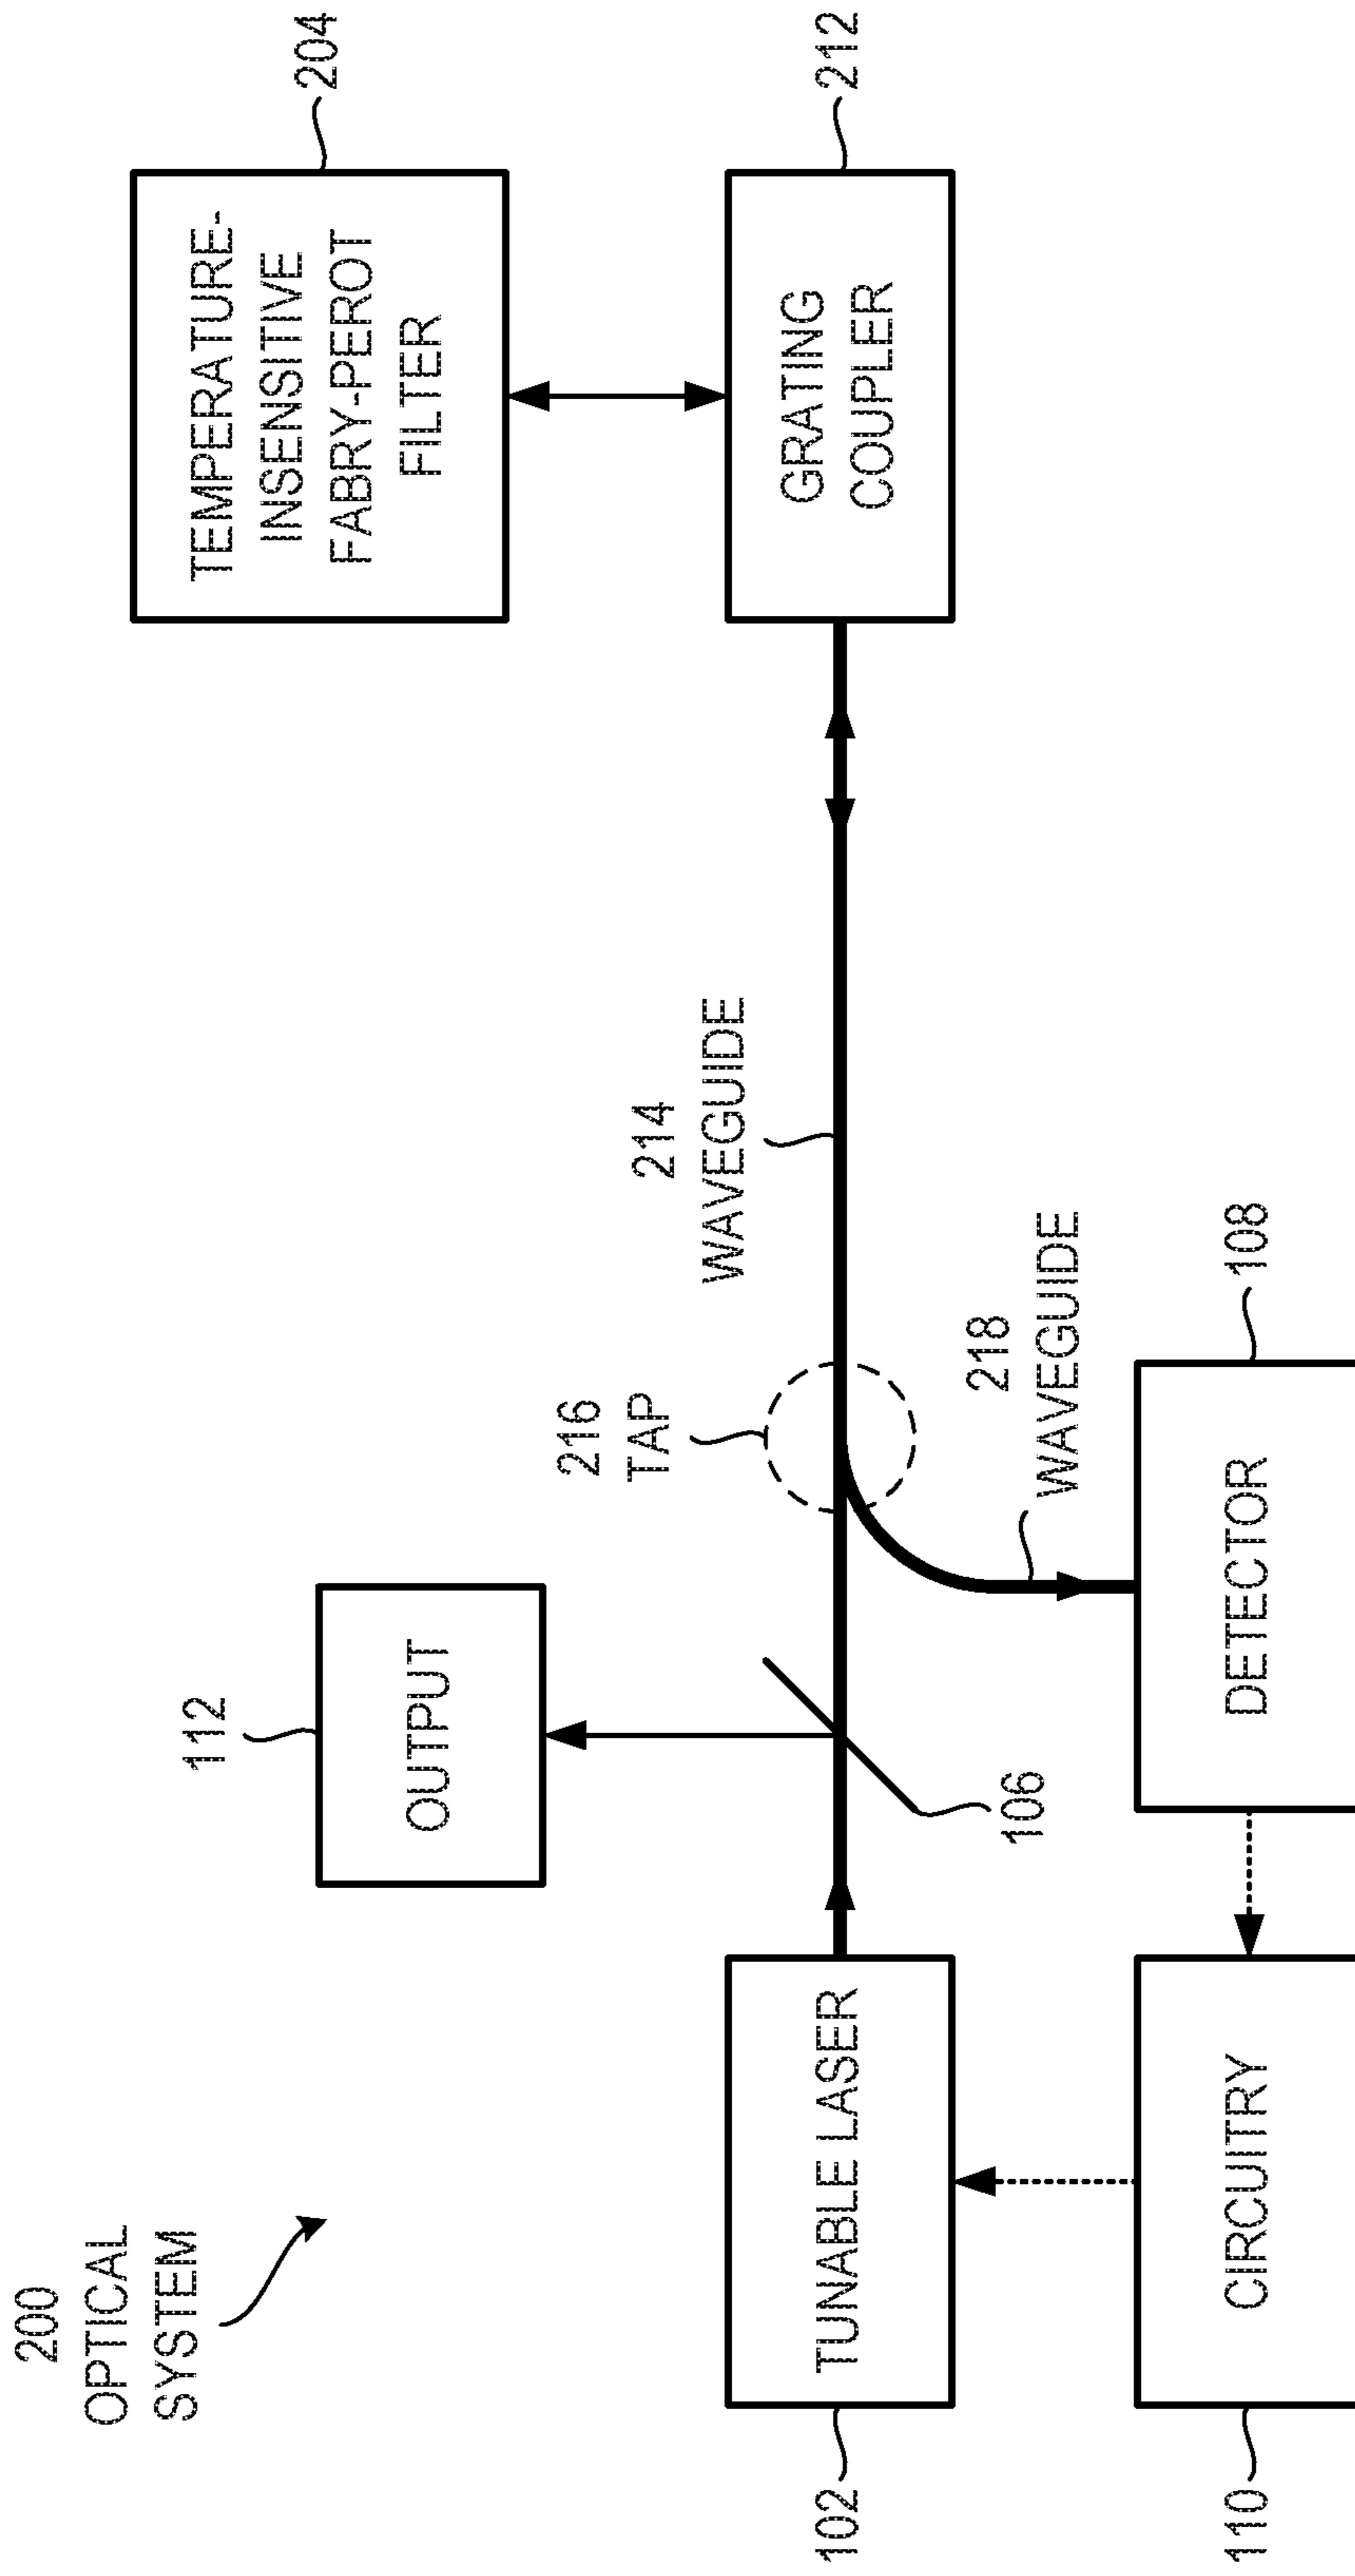 200
OPTICAL
SYSTEM
112
OUTPUT
204
TEMPERATURE-
INSENSITIVE
FABRY-PEROT
FILTER
216
TAP
214
WAVEGUIDE
102
TUNABLE LASER
106
218
WAVEGUIDE
GRATING
COUPLER
212
110
CIRCUITRY
DETECTOR
108